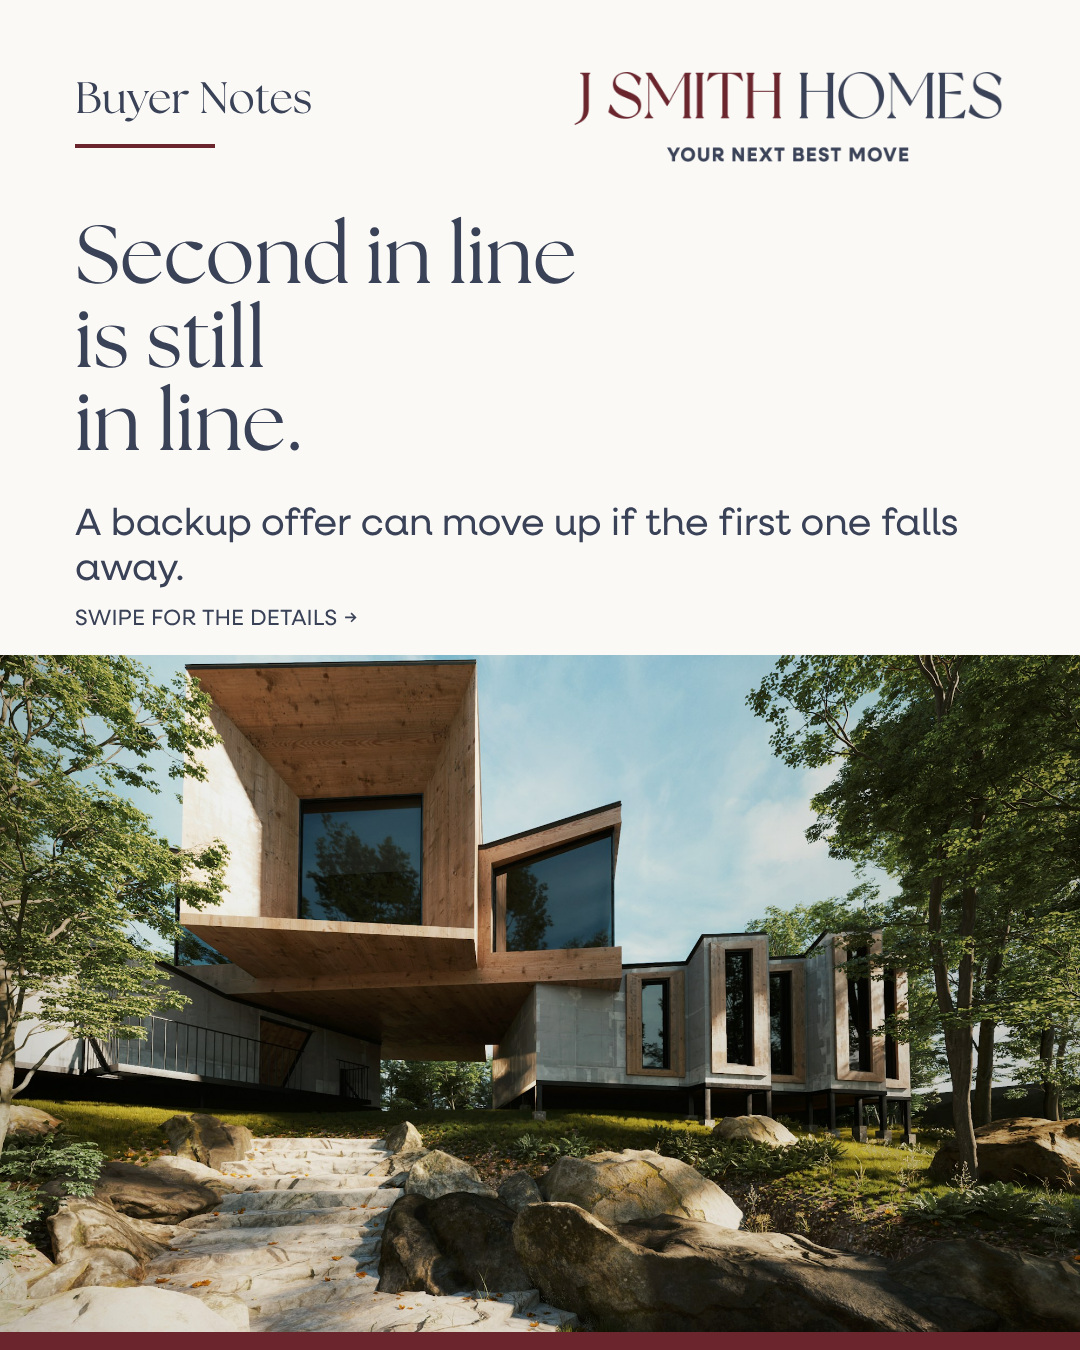 Buyer Notes
J SMITH HOMES
YOUR NEXT BEST MOVE
Second in line
is still
in line.
A backup offer can move up if the first one falls
away.
SWIPE FOR THE DETAILS →